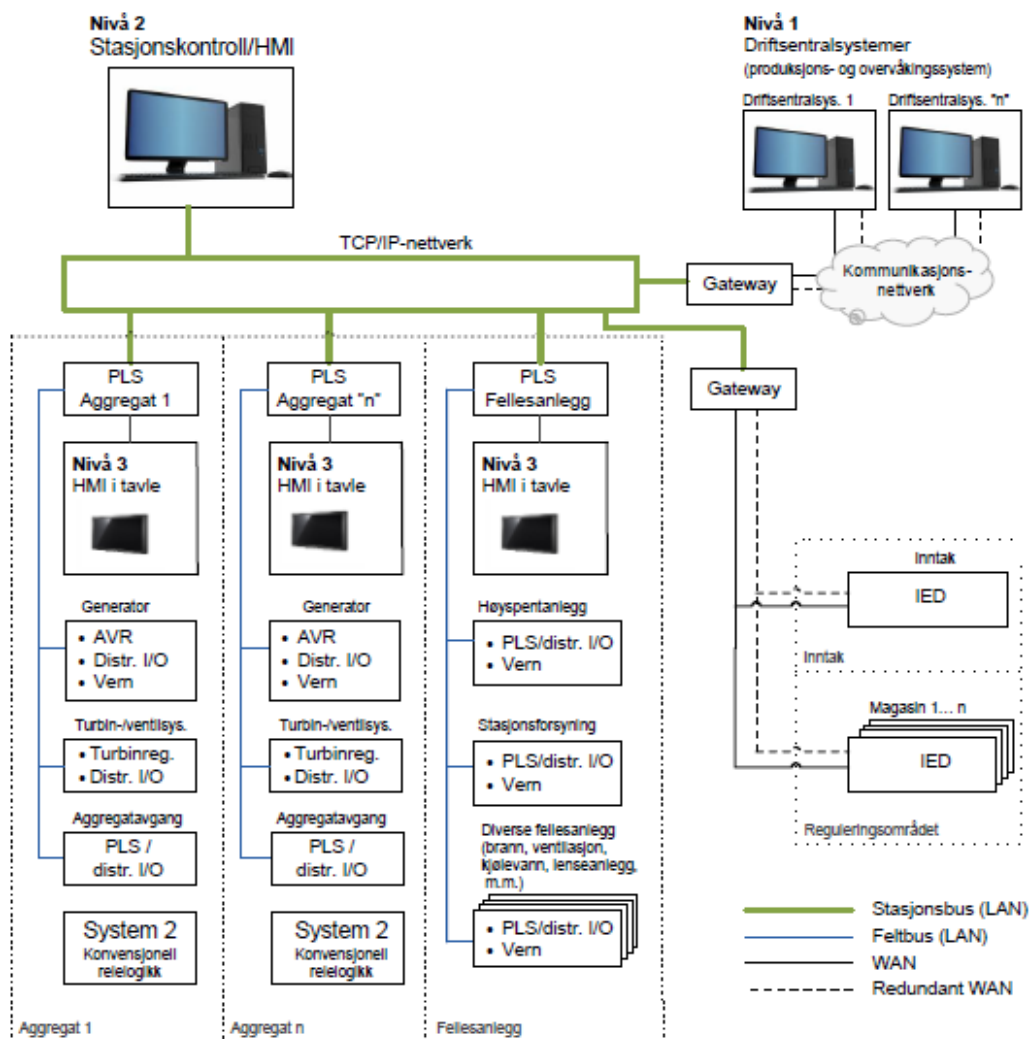 Nivå 2
Stasjonskontroll/HMI
Nivå 1
Driftsentralsystemer
(produksjons- og overvåkingssystem)
Driftsentralsys. 1
Driftsentralsys. "n"
TCP/IP-nettverk
Gateway
Kommunikasjons-
nettverk
PLS
Aggregat 1
PLS
Aggregat "n"
PLS
Fellesanlegg
Gateway
Nivå 3
HMI i tavle
Nivå 3
HMI i tavle
Nivå 3
HMI i tavle
Generator
• AVR
• Distr. I/O
• Vern
Turbin-/ventilsys.
• Turbinreg.
• Distr. I/O
Aggregatavgang
PLS /
distr. I/O
System 2
Konvensjonell
relelogikk
Aggregat 1
Generator
• AVR
• Distr. I/O
• Vern
Turbin-/ventilsys.
• Turbinreg.
• Distr. I/O
Aggregatavgang
PLS /
distr. I/O
System 2
Konvensjonell
relelogikk
Aggregat n
Høyspentanlegg
• PLS/distr. I/O
• Vern
Stasjonsforsyning
• PLS/distr. I/O
• Vern
Diverse fellesanlegg
(brann, ventilasjon,
kjølevann, lenseanlegg,
m.m.)
• PLS/distr. I/O
• Vern
Fellesanlegg
Inntak
IED
Inntak
Magasin 1... n
IED
Reguleringsområdet
Stasjonsbus (LAN)
Feltbus (LAN)
WAN
Redundant WAN